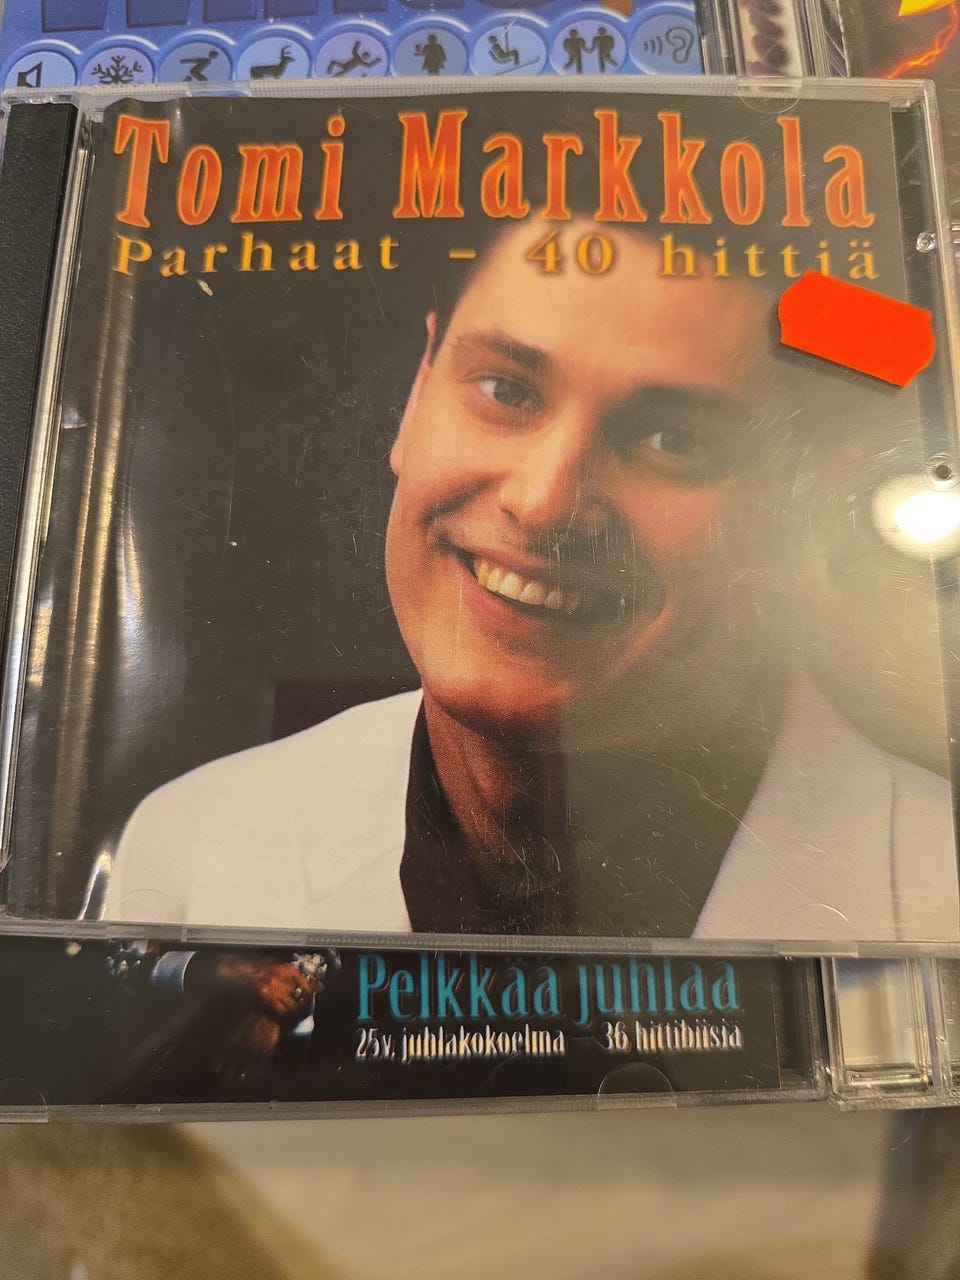 Tomi Markkola
Parhaat - 40 hittiä
Pelkkää juhlaa
25v. juhlakokoelma - 36 hittibiisiä